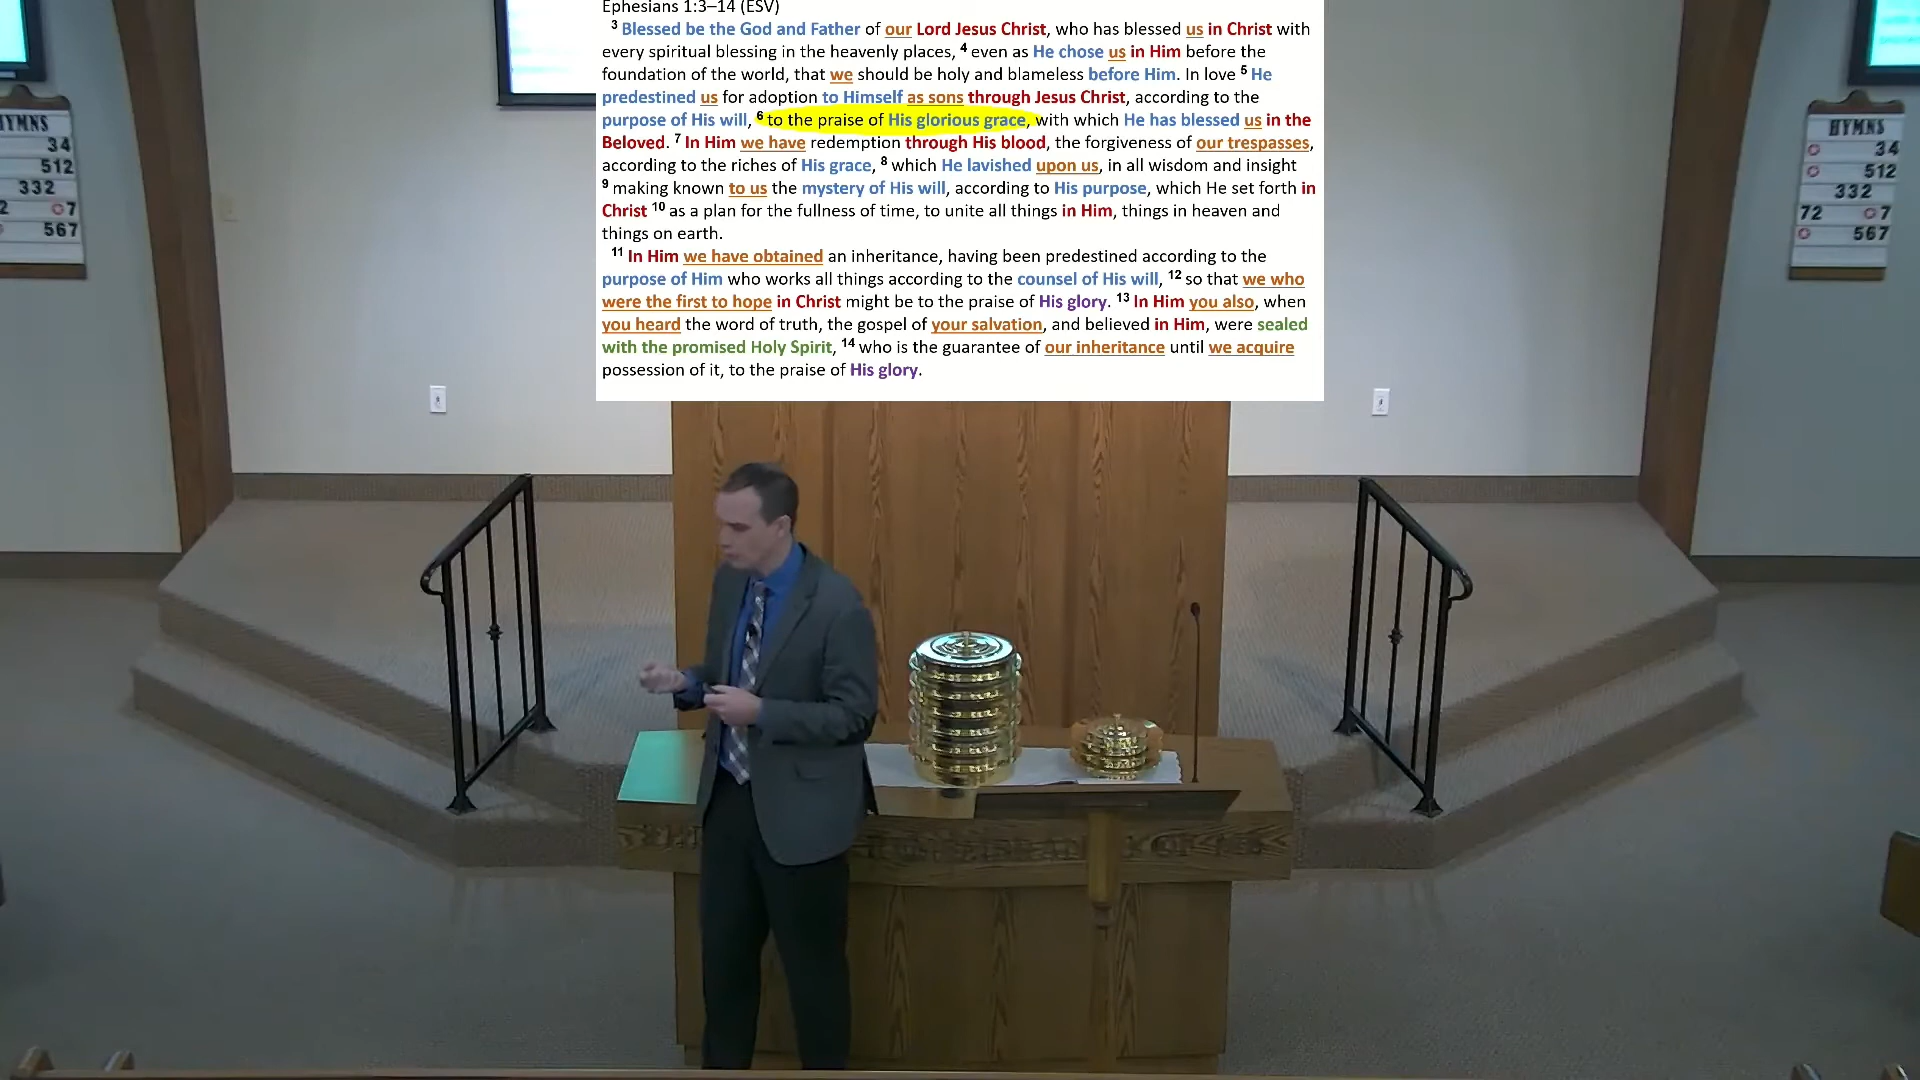 Ephesians 1:3–14 (ESV)
3 Blessed be the God and Father of our Lord Jesus Christ, who has blessed us in Christ with
every spiritual blessing in the heavenly places, 4 even as He chose us in Him before the
foundation of the world, that we should be holy and blameless before Him. In love 5 He
predestined us for adoption to Himself as sons through Jesus Christ, according to the
purpose of His will, 6 to the praise of His glorious grace, with which He has blessed us in the
Beloved. 7 In Him we have redemption through His blood, the forgiveness of our trespasses,
according to the riches of His grace, 8 which He lavished upon us, in all wisdom and insight
9 making known to us the mystery of His will, according to His purpose, which He set forth in
Christ 10 as a plan for the fullness of time, to unite all things in Him, things in heaven and
things on earth.
11 In Him we have obtained an inheritance, having been predestined according to the
purpose of Him who works all things according to the counsel of His will, 12 so that we who
were the first to hope in Christ might be to the praise of His glory. 13 In Him you also, when
you heard the word of truth, the gospel of your salvation, and believed in Him, were sealed
with the promised Holy Spirit, 14 who is the guarantee of our inheritance until we acquire
possession of it, to the praise of His glory.
YMNS
34
512
332
2 7
567
HYMNS
34
512
332
72 7
567